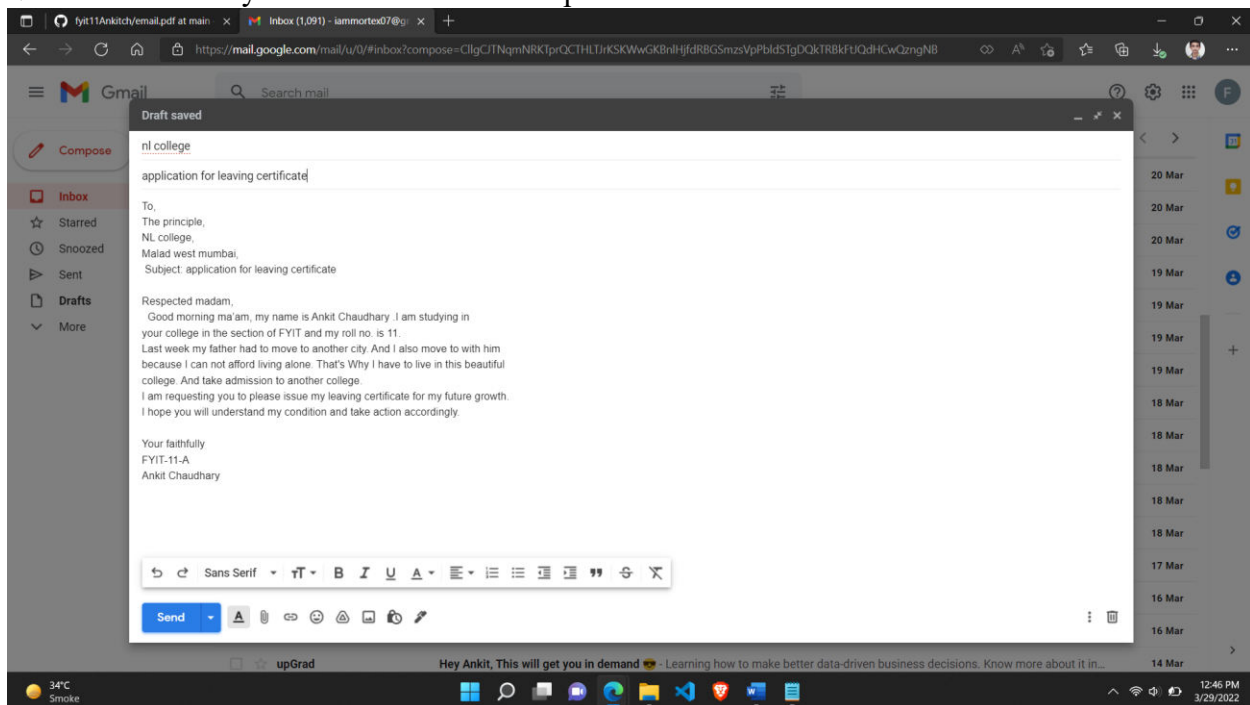 fyit11Ankitch/email.pdf at main
Inbox (1,091) - iammortex07@g
https://mail.google.com/mail/u/0/#inbox?compose=
Gmail
Search mail
Draft saved
Compose
nl college
application for leaving certificate
Inbox
Starred
Snoozed
Sent
Drafts
More
To,
The principle,
NL college,
Malad west mumbai,
Subject: application for leaving certificate
Respected madam,
Good morning ma'am, my name is Ankit Chaudhary .I am studying in
your college in the section of FYIT and my roll no. is 11.
Last week my father had to move to another city. And I also move to with him
because I can not afford living alone. That's Why I have to live in this beautiful
college. And take admission to another college.
I am requesting you to please issue my leaving certificate for my future growth.
I hope you will understand my condition and take action accordingly.
Your faithfully
FYIT-11-A
Ankit Chaudhary
20 Mar
20 Mar
20 Mar
19 Mar
19 Mar
19 Mar
19 Mar
18 Mar
18 Mar
18 Mar
18 Mar
18 Mar
17 Mar
16 Mar
16 Mar
Sans Serif
Send
upGrad Hey Ankit, This will get you in demand 😎 - Learning how to make better data-driven business decisions. Know more about it in... 14 Mar
34°C
Smoke
12:46 PM
3/29/2022